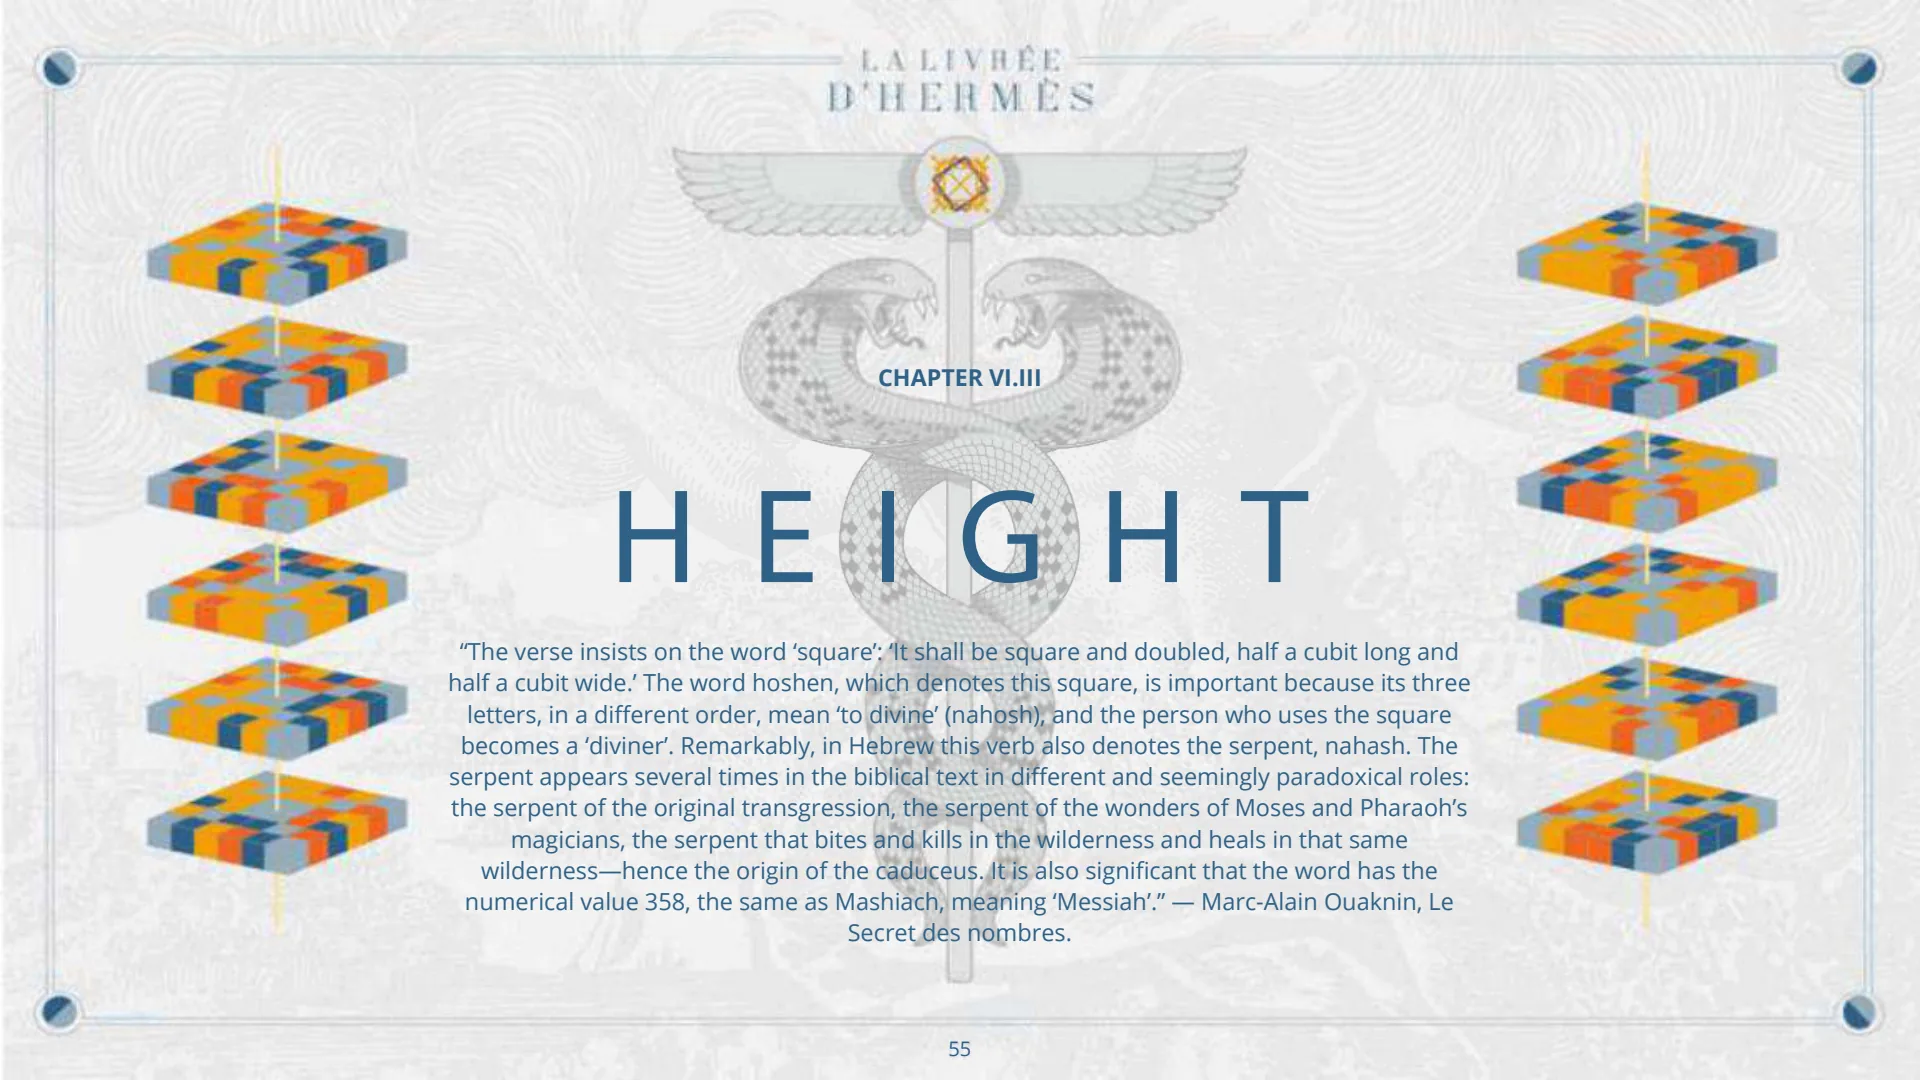 LA LIVRÉE
D'HERMÈS
CHAPTER VI.III
HEIGHT
“The verse insists on the word ‘square’: ‘It shall be square and doubled, half a cubit long and
half a cubit wide.’ The word hoshen, which denotes this square, is important because its three
letters, in a different order, mean ‘to divine’ (nahosh), and the person who uses the square
becomes a ‘diviner’. Remarkably, in Hebrew this verb also denotes the serpent, nahash. The
serpent appears several times in the biblical text in different and seemingly paradoxical roles:
the serpent of the original transgression, the serpent of the wonders of Moses and Pharaoh’s
magicians, the serpent that bites and kills in the wilderness and heals in that same
wilderness—hence the origin of the caduceus. It is also significant that the word has the
numerical value 358, the same as Mashiach, meaning ‘Messiah’.” — Marc-Alain Ouaknin, Le
Secret des nombres.
55